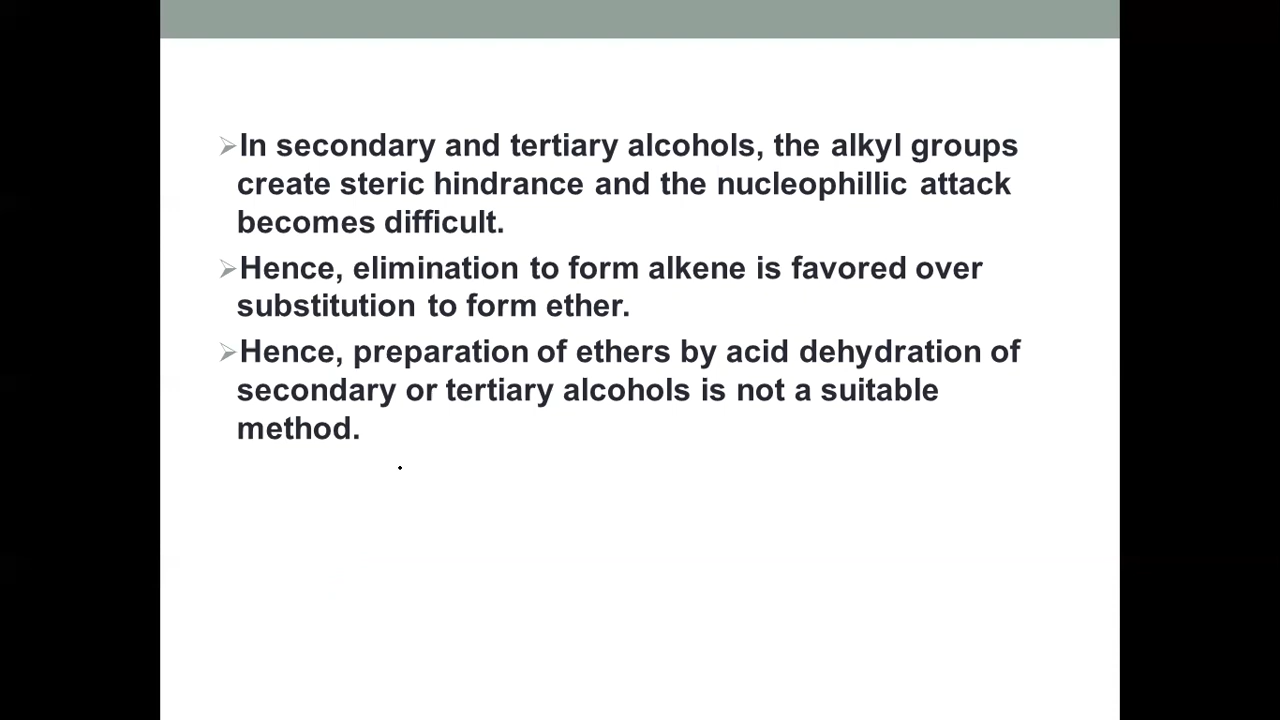 ➢In secondary and tertiary alcohols, the alkyl groups
create steric hindrance and the nucleophillic attack
becomes difficult.
➢Hence, elimination to form alkene is favored over
substitution to form ether.
➢Hence, preparation of ethers by acid dehydration of
secondary or tertiary alcohols is not a suitable
method.